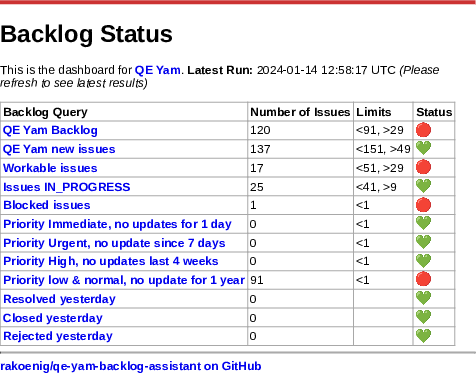 Backlog Status
This is the dashboard for QE Yam. Latest Run: 2024-01-14 12:58:17 UTC (Please
refresh to see latest results)
Backlog Query Number of Issues Limits Status
QE Yam Backlog 120 <91, >29
QE Yam new issues 137 <151, >49
Workable issues 17 <51, >29
Issues IN_PROGRESS 25 <41, >9
Blocked issues 1 <1
Priority Immediate, no updates for 1 day 0 <1
Priority Urgent, no update since 7 days 0 <1
Priority High, no updates last 4 weeks 0 <1
Priority low & normal, no update for 1 year 91 <1
Resolved yesterday 0
Closed yesterday 0
Rejected yesterday 0
rakoenig/qe-yam-backlog-assistant on GitHub